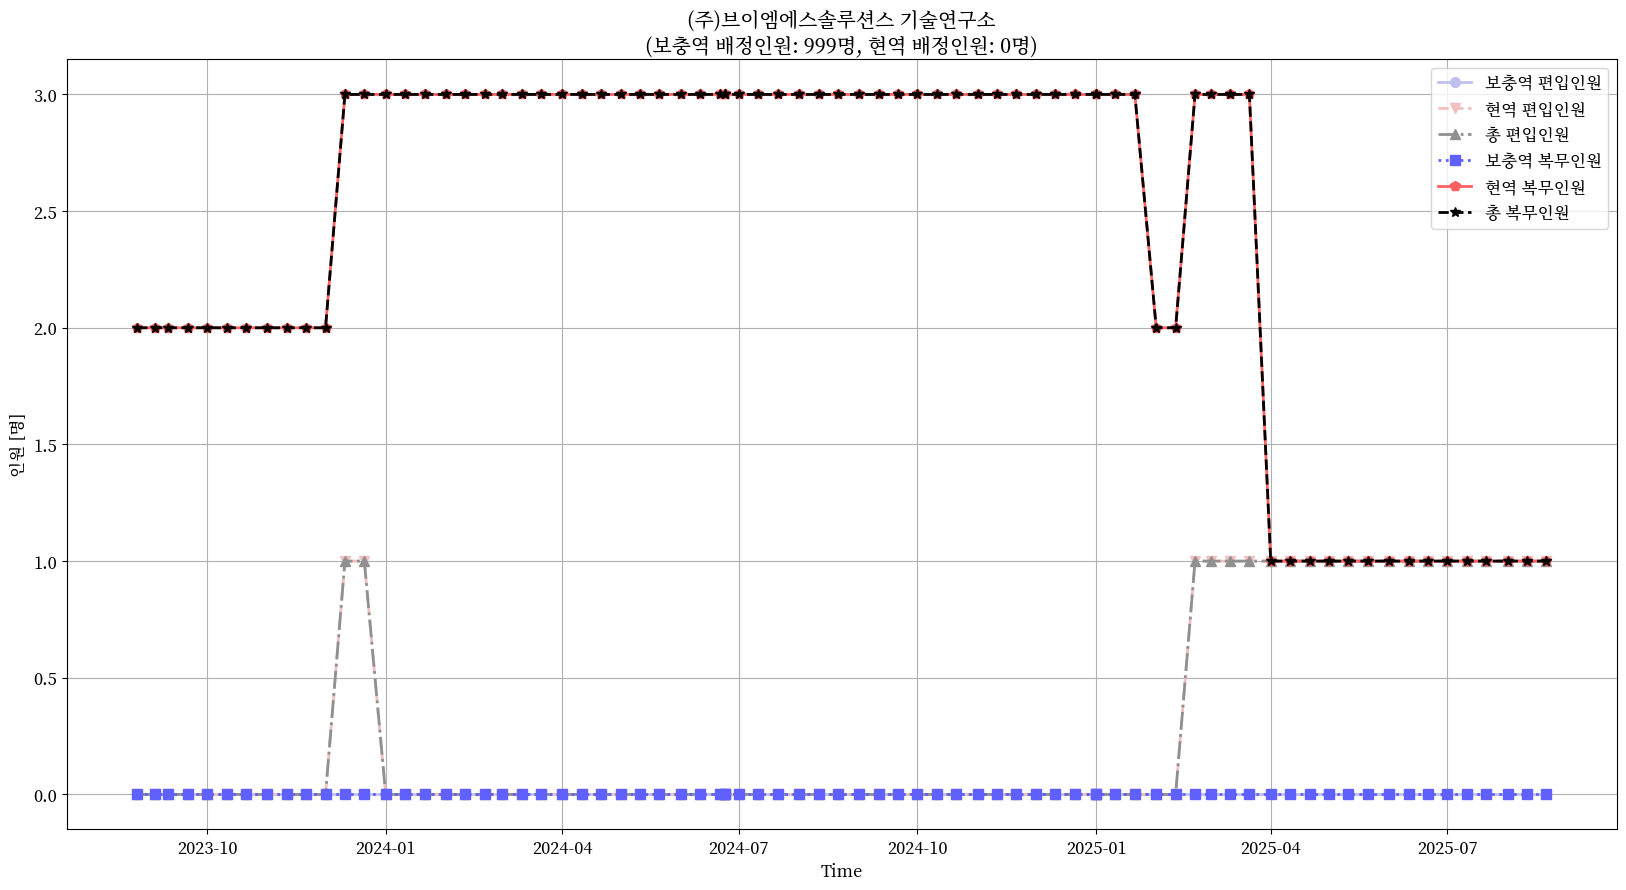 (주)브이엠에스솔루션스 기술연구소
(보충역 배정인원: 999명, 현역 배정인원: 0명)
보충역 편입인원
현역 편입인원
총 편입인원
보충역 복무인원
현역 복무인원
총 복무인원
인원 [명]
3.0
2.5
2.0
1.5
1.0
0.5
0.0
2023-10
2024-01
2024-04
2024-07
2024-10
2025-01
2025-04
2025-07
Time